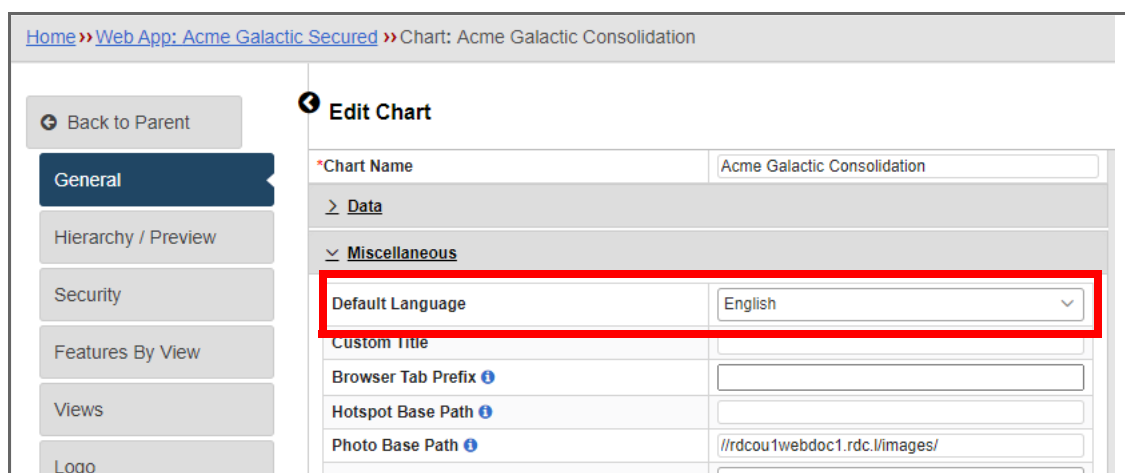 Home ›› Web App: Acme Galactic Secured ›› Chart: Acme Galactic Consolidation
Back to Parent
General
Hierarchy / Preview
Security
Features By View
Views
Logo
Edit Chart
*Chart Name Acme Galactic Consolidation
Data
Miscellaneous
Default Language English
Custom Title
Browser Tab Prefix
Hotspot Base Path
Photo Base Path //rdcou1webdoc1.rdc.l/images/